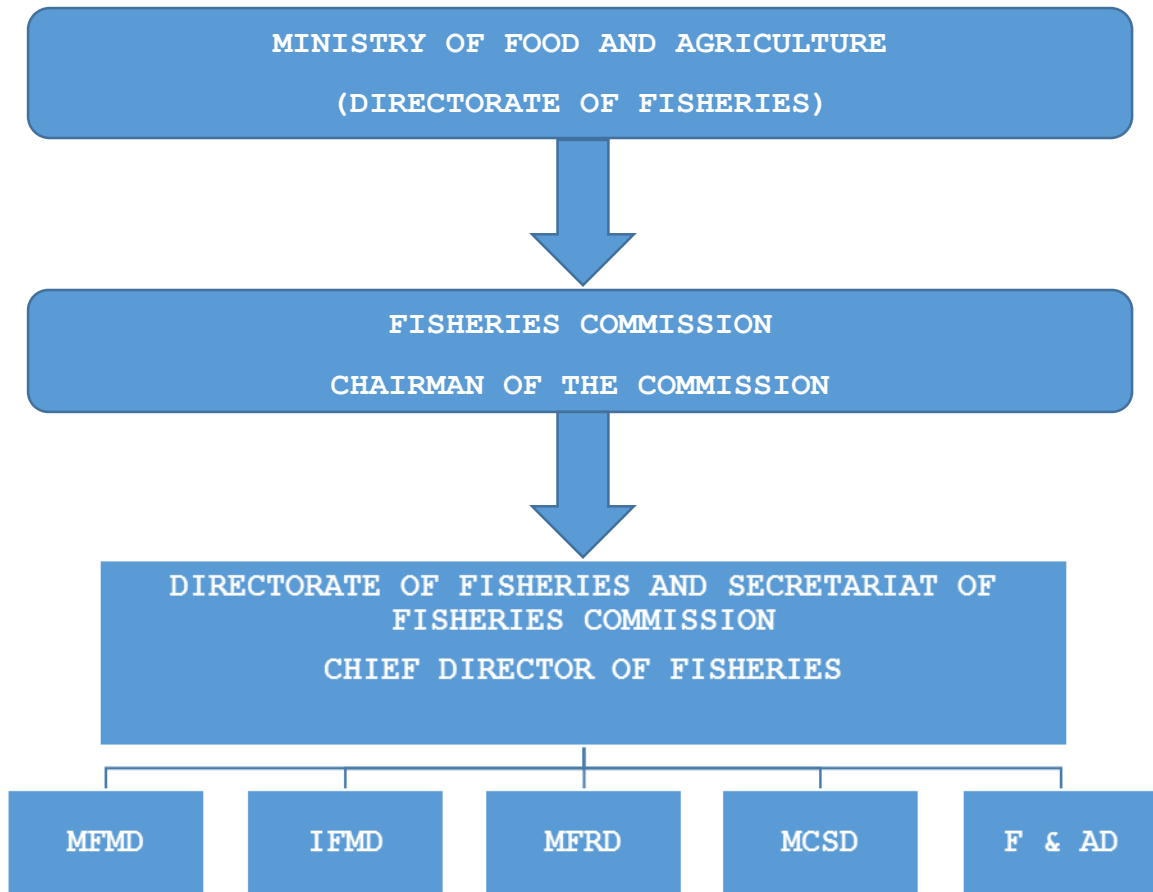 MINISTRY OF FOOD AND AGRICULTURE
(DIRECTORATE OF FISHERIES)
FISHERIES COMMISSION
CHAIRMAN OF THE COMMISSION
DIRECTORATE OF FISHERIES AND SECRETARIAT OF
FISHERIES COMMISSION
CHIEF DIRECTOR OF FISHERIES
MFMD
IFMD
MFRD
MCSD
F & AD